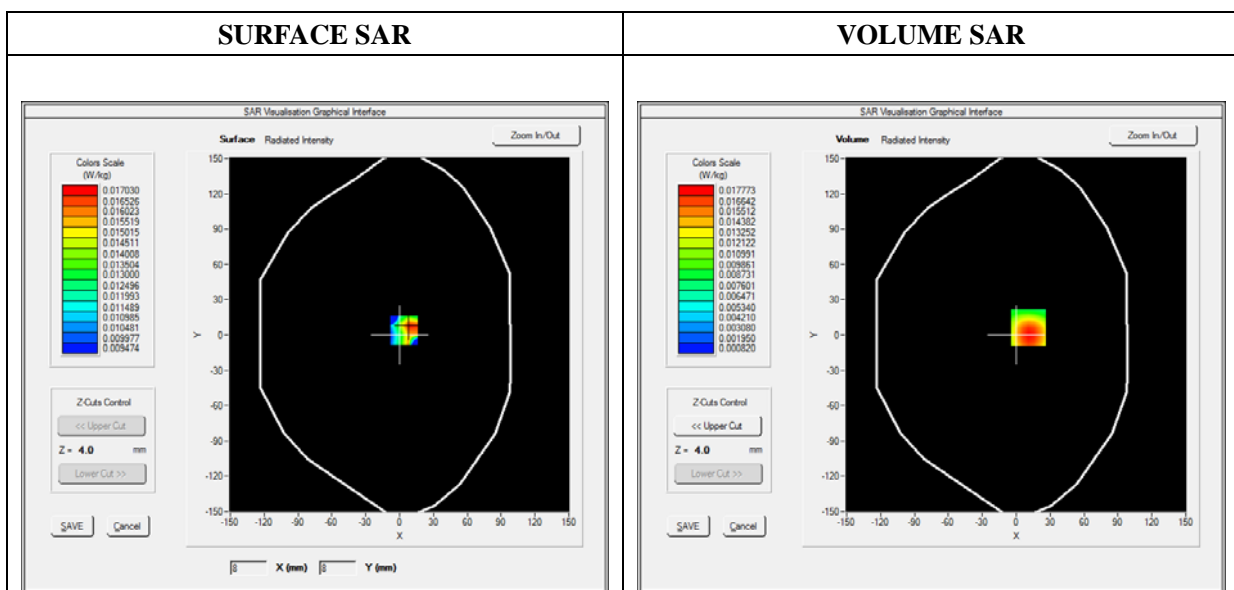 SURFACE SAR
VOLUME SAR
SAR Visualisation Graphical Interface
Surface Radiated Intensity
Zoom In/Out
Colors Scale
(W/kg)
0.017030
0.016526
0.016023
0.015519
0.015015
0.014511
0.014008
0.013504
0.013000
0.012496
0.011993
0.011489
0.010985
0.010481
0.009977
0.009474
Z-Cuts Control
<< Upper Cut
Z = 4.0 mm
Lower Cut >>
SAVE Cancel
150
120
90
60
30
0
-30
-60
-90
-120
-150
Y
-150 -120 -90 -60 -30 0 30 60 90 120 150
X
8 X (mm) 8 Y (mm)
SAR Visualisation Graphical Interface
Volume Radiated Intensity
Zoom In/Out
Colors Scale
(W/kg)
0.017773
0.016642
0.015512
0.014382
0.013252
0.012122
0.010991
0.009861
0.008731
0.007601
0.006471
0.005340
0.004210
0.003080
0.001950
0.000820
Z-Cuts Control
<< Upper Cut
Z = 4.0 mm
Lower Cut >>
SAVE Cancel
150
120
90
60
30
0
-30
-60
-90
-120
-150
Y
-150 -120 -90 -60 -30 0 30 60 90 120 150
X